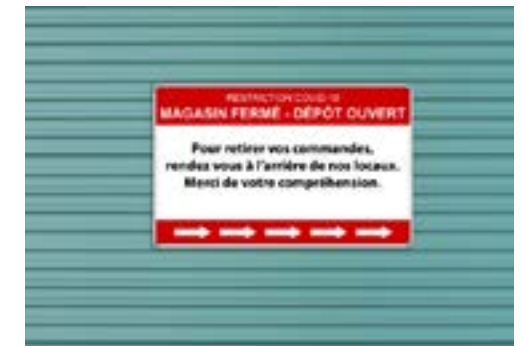 RESTRICTION COVID-19
MAGASIN FERMÉ - DÉPÔT OUVERT
Pour retirer vos commandes,
rendez vous à l'arrière de nos locaux.
Merci de votre compréhension.